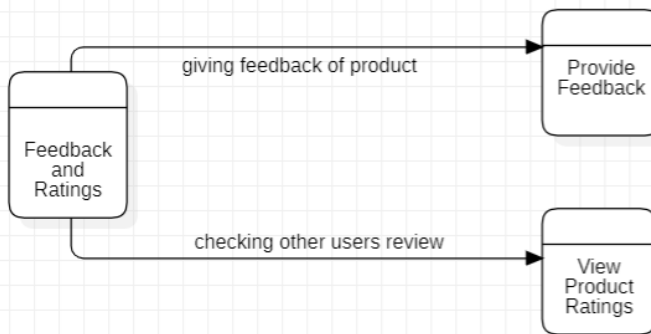 giving feedback of product
Provide
Feedback
Feedback
and
Ratings
checking other users review
View
Product
Ratings